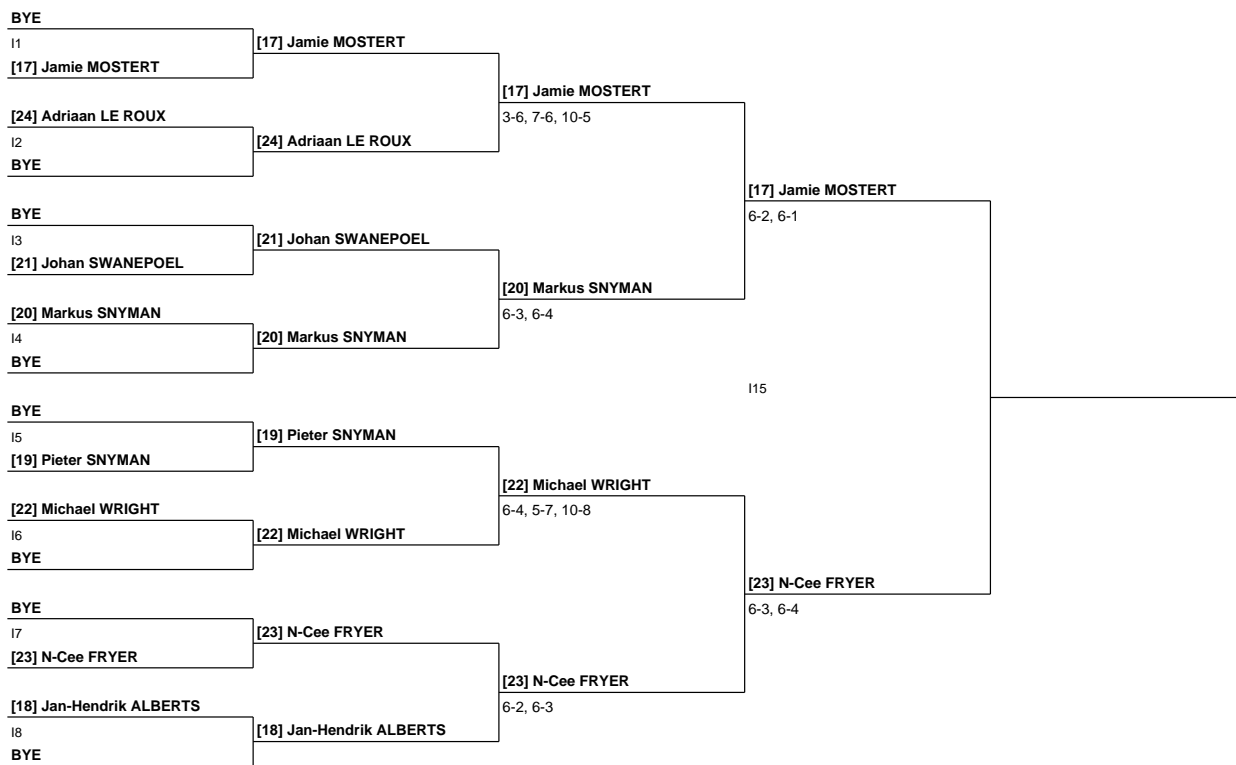 BYE
I1
[17] Jamie MOSTERT
[17] Jamie MOSTERT
[24] Adriaan LE ROUX
I2
BYE
[24] Adriaan LE ROUX
[17] Jamie MOSTERT
3-6, 7-6, 10-5
BYE
I3
[21] Johan SWANEPOEL
[21] Johan SWANEPOEL
[20] Markus SNYMAN
I4
BYE
[20] Markus SNYMAN
[20] Markus SNYMAN
6-3, 6-4
[17] Jamie MOSTERT
6-2, 6-1
I15
BYE
I5
[19] Pieter SNYMAN
[19] Pieter SNYMAN
[22] Michael WRIGHT
I6
BYE
[22] Michael WRIGHT
[22] Michael WRIGHT
6-4, 5-7, 10-8
BYE
I7
[23] N-Cee FRYER
[23] N-Cee FRYER
[18] Jan-Hendrik ALBERTS
I8
BYE
[18] Jan-Hendrik ALBERTS
[23] N-Cee FRYER
6-2, 6-3
[23] N-Cee FRYER
6-3, 6-4